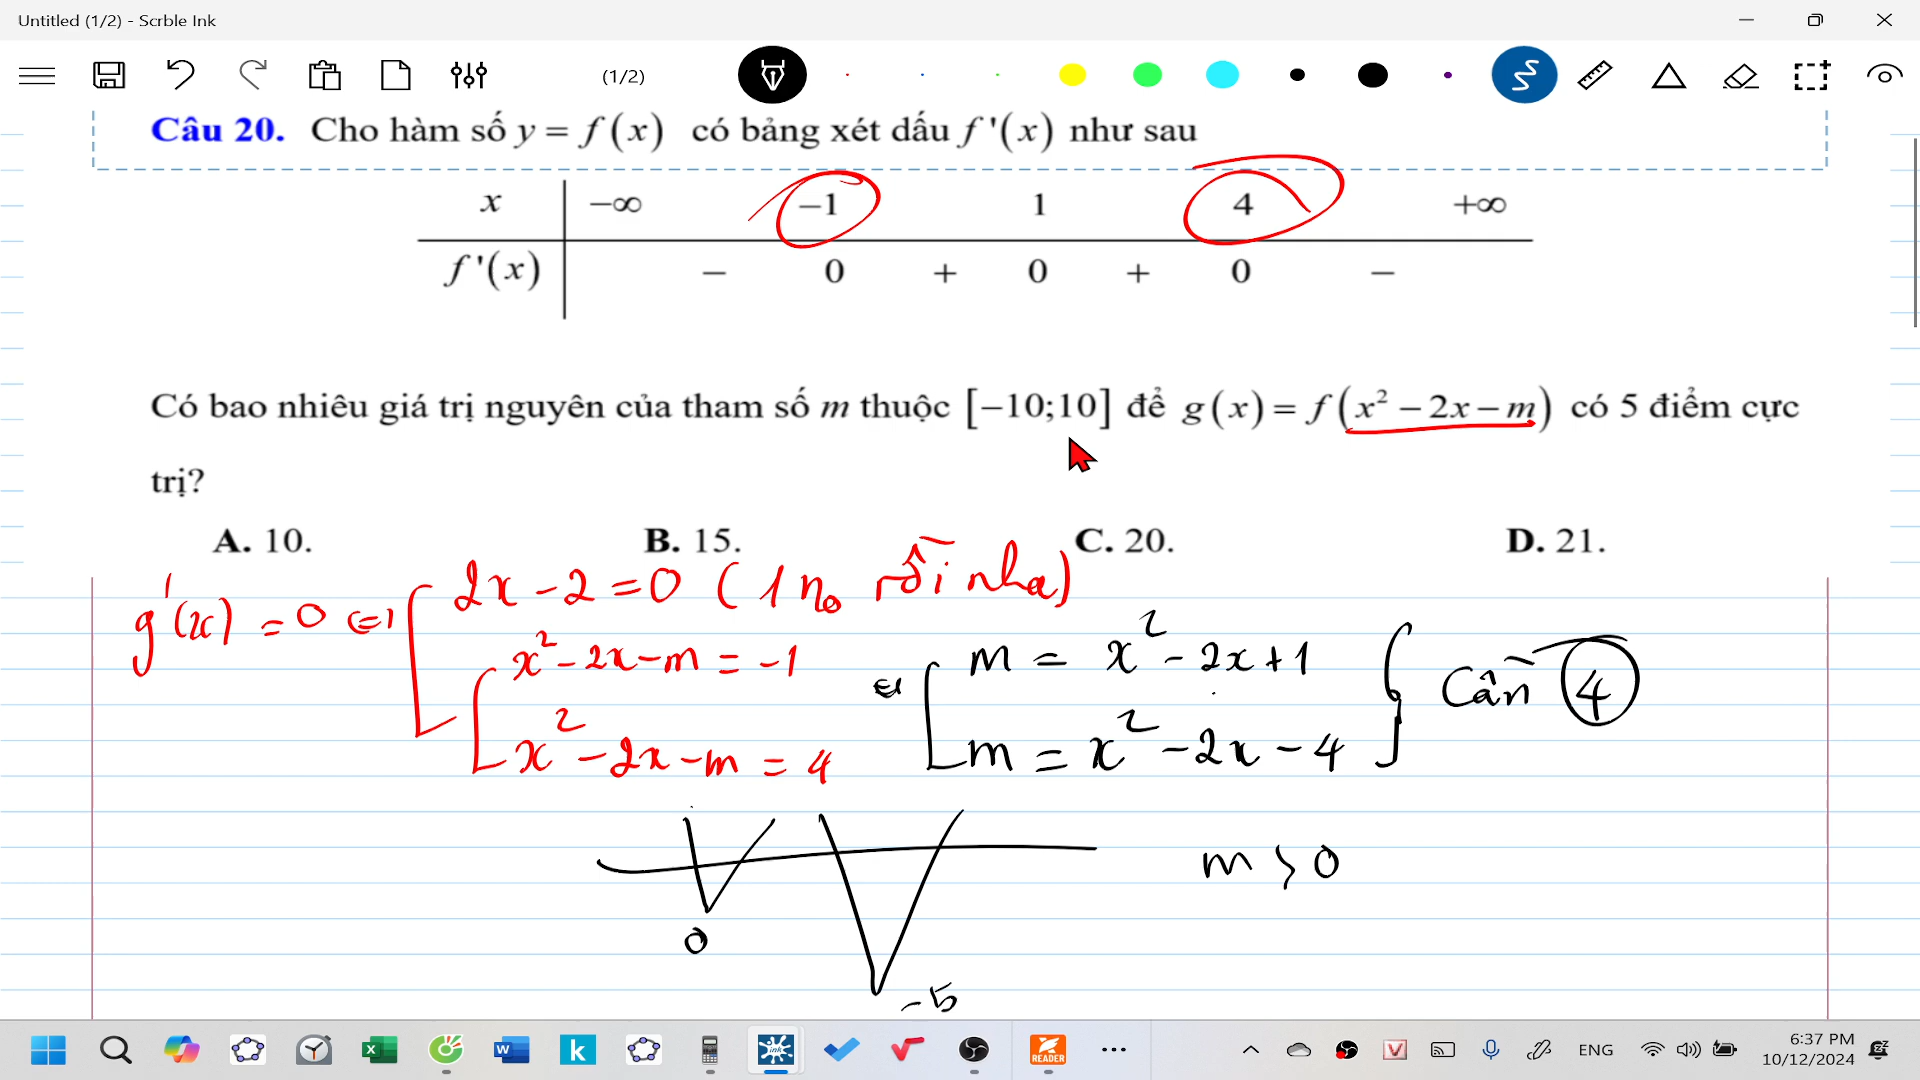 Untitled (1/2) - Scrble Ink
(1/2)
Câu 20. Cho hàm số y = f(x) có bảng xét dấu f '(x) như sau
x −∞ −1 1 4 +∞
f '(x) − 0 + 0 + 0 −
Có bao nhiêu giá trị nguyên của tham số m thuộc [−10;10] để g(x) = f(x² − 2x − m) có 5 điểm cực
trị?
A. 10. B. 15. C. 20. D. 21.
g'(x) = 0 ⇔ 2x - 2 = 0 ( 1 n₀ rồi nha)
x² - 2x - m = -1 ⇔ m = x² - 2x + 1 Cần 4
x² - 2x - m = 4 m = x² - 2x - 4
m > 0
0
-5
READER
ENG
6:37 PM
10/12/2024